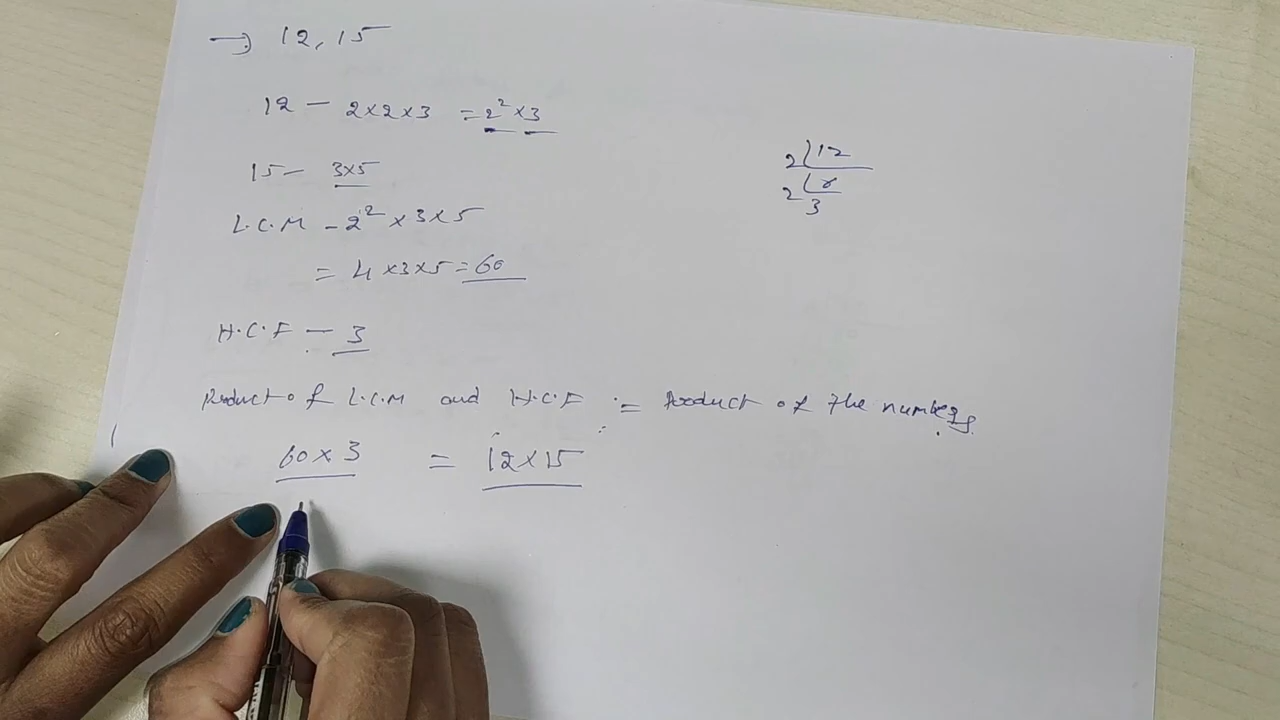 → 12, 15
12 - 2×2×3 = 2² × 3
15 - 3×5
L.C.M - 2² × 3×5
= 4 ×3×5 = 60
H.C.F - 3
Product of L.C.M and H.C.F = Product of the numbers.
60 × 3 = 12 × 15
2 12
2
3